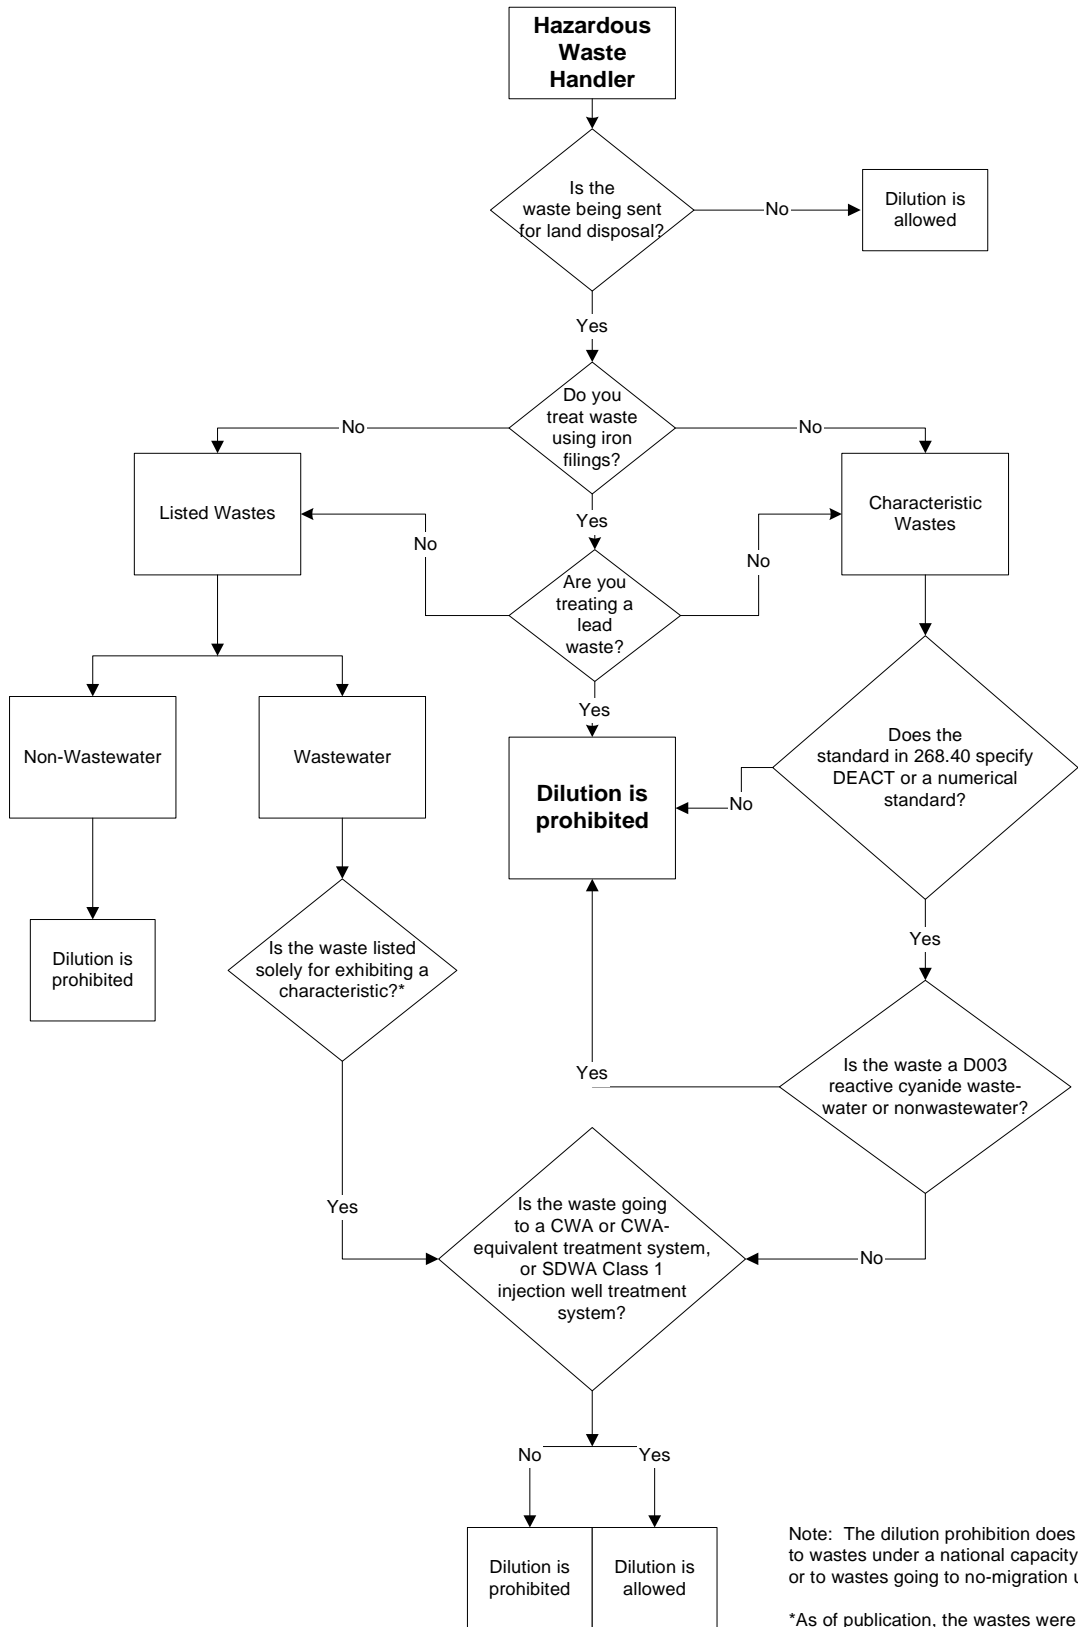 Hazardous
Waste
Handler
Is the
waste being sent
for land disposal?
No
Dilution is
allowed
Yes
Do you
treat waste
using iron
filings?
No
No
Listed Wastes
Characteristic
Wastes
Yes
No
No
Are you
treating a
lead
waste?
Yes
Non-Wastewater
Wastewater
Dilution is
prohibited
Does the
standard in 268.40 specify
DEACT or a numerical
standard?
No
Yes
Dilution is
prohibited
Is the waste listed
solely for exhibiting a
characteristic?*
Is the waste a D003
reactive cyanide waste-
water or nonwastewater?
Yes
Yes
No
Is the waste going
to a CWA or CWA-
equivalent treatment system,
or SDWA Class 1
injection well treatment
system?
No
Yes
Dilution is
prohibited
Dilution is
allowed
Note: The dilution prohibition does
to wastes under a national capacity
or to wastes going to no-migration
*As of publication, the wastes were